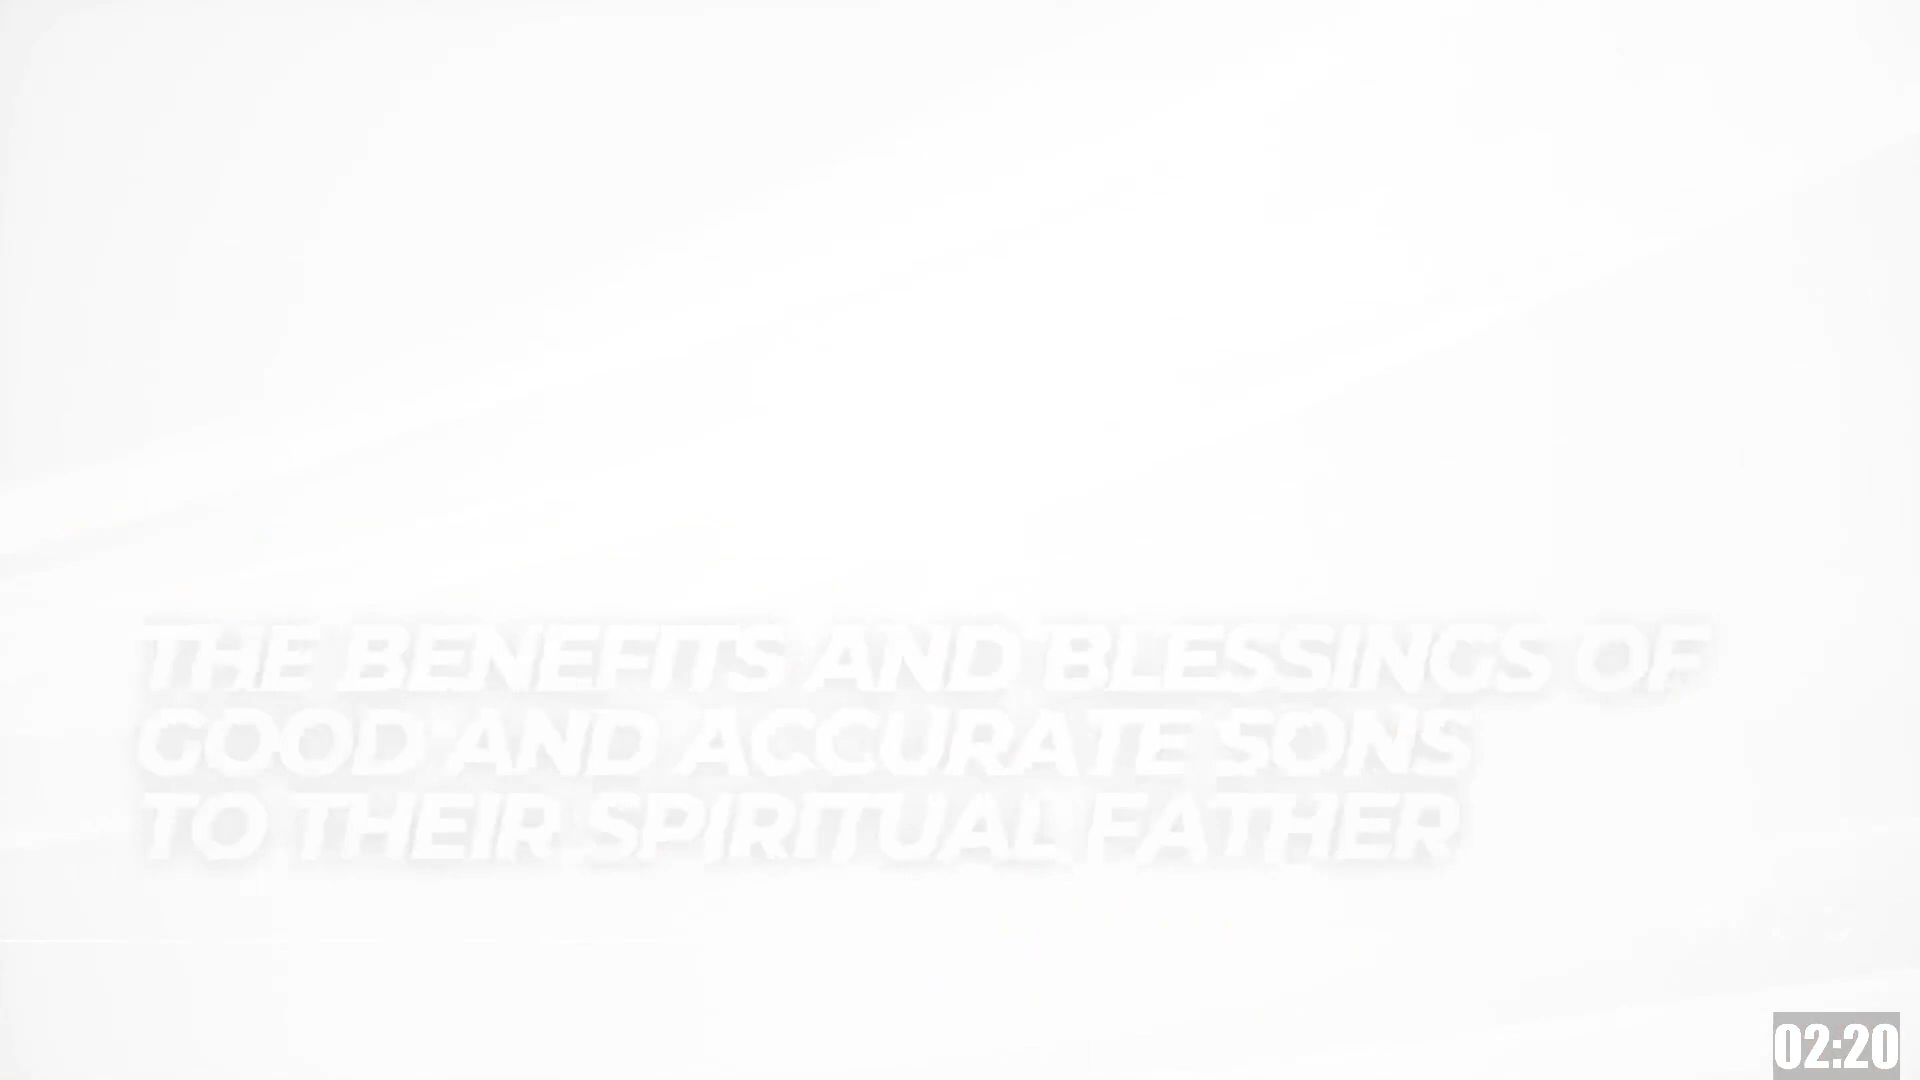 THE BENEFITS AND BLESSINGS OF
GOOD AND ACCURATE SONS
TO THEIR SPIRITUAL FATHER
02:20